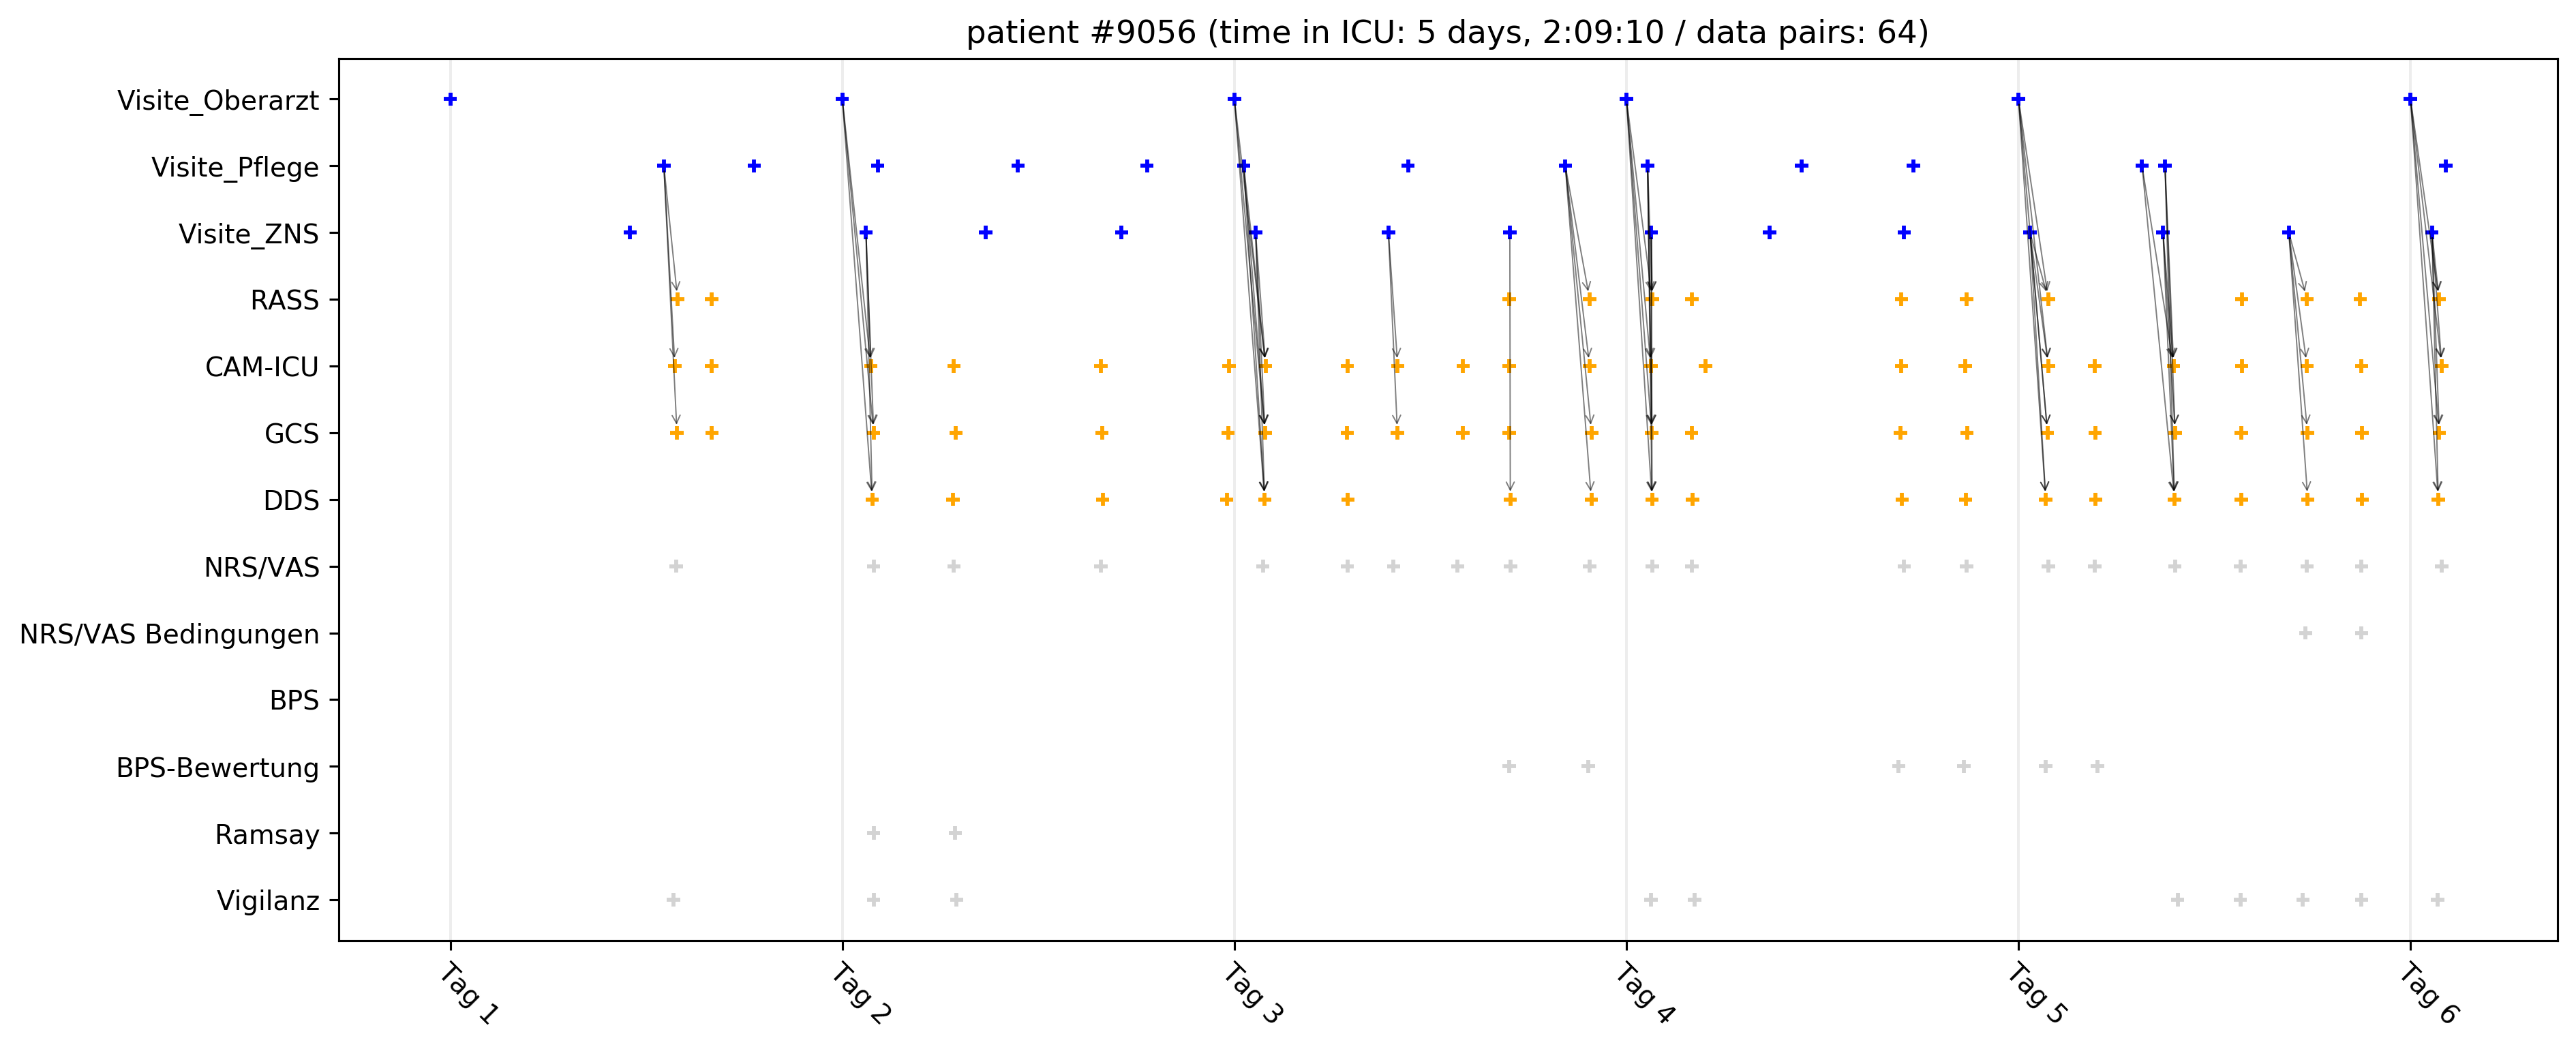 patient #9056 (time in ICU: 5 days, 2:09:10 / data pairs: 64)
Visite_Oberarzt
Visite_Pflege
Visite_ZNS
RASS
CAM-ICU
GCS
DDS
NRS/VAS
NRS/VAS Bedingungen
BPS
BPS-Bewertung
Ramsay
Vigilanz
Tag 1
Tag 2
Tag 3
Tag 4
Tag 5
Tag 6